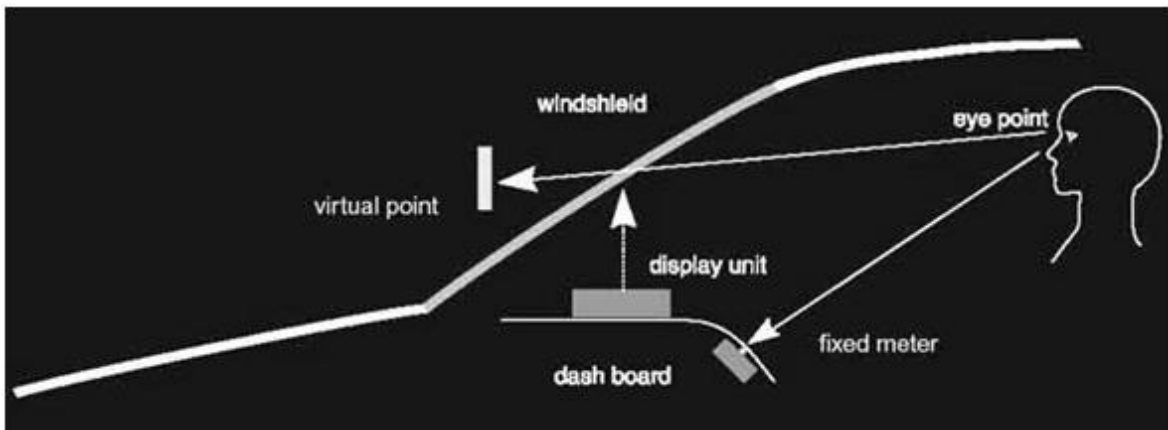 windshield
eye point
virtual point
display unit
fixed meter
dash board